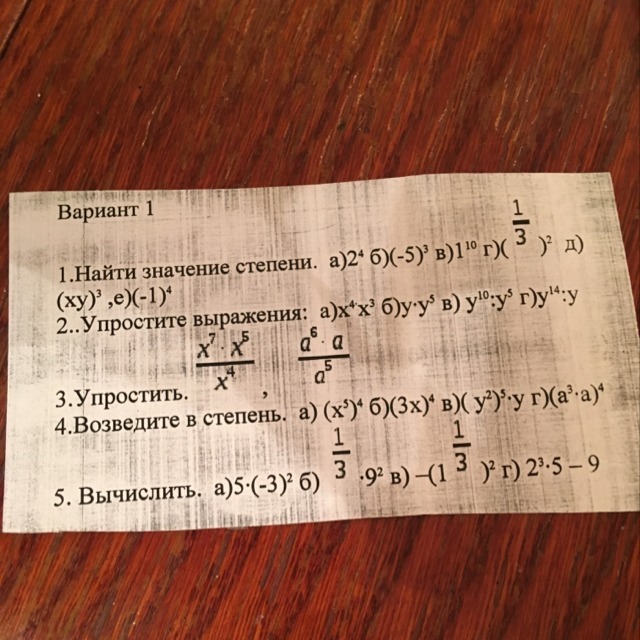 Вариант 1
1.Найти значение степени. а)2⁴ б)(-5)³ в)1¹⁰ г)(1/3)² д)
(xy)³ ,е)(-1)⁴
2..Упростите выражения: а)x⁴·x³ б)y·y⁵ в) y¹⁰:y⁵ г)y¹⁴:y
3.Упростить. (x⁷ · x⁵)/x⁴ , (a⁶ · a)/a⁵
4.Возведите в степень. а) (x⁵)⁴ б)(3x)⁴ в)( y²)⁵·y г)(a³·a)⁴
5. Вычислить. а)5·(-3)² б) 1/3 ·9² в) –(1 1/3 )² г) 2³·5 – 9